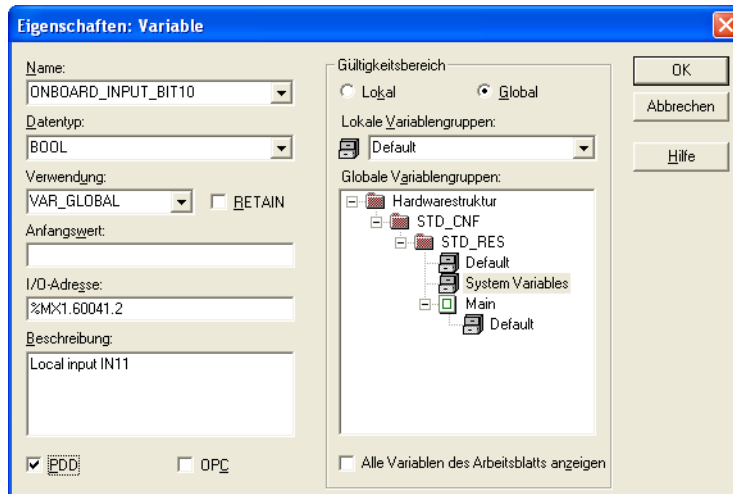 Eigenschaften: Variable
Name:
ONBOARD_INPUT_BIT10
Datentyp:
BOOL
Verwendung:
VAR_GLOBAL
RETAIN
Anfangswert:
I/O-Adresse:
%MX1.60041.2
Beschreibung:
Local input IN11
PDD
OPC
Gültigkeitsbereich
Lokal
Global
Lokale Variablengruppen:
Default
Globale Variablengruppen:
Hardwarestruktur
STD_CNF
STD_RES
Default
System Variables
Main
Default
Alle Variablen des Arbeitsblatts anzeigen
OK
Abbrechen
Hilfe